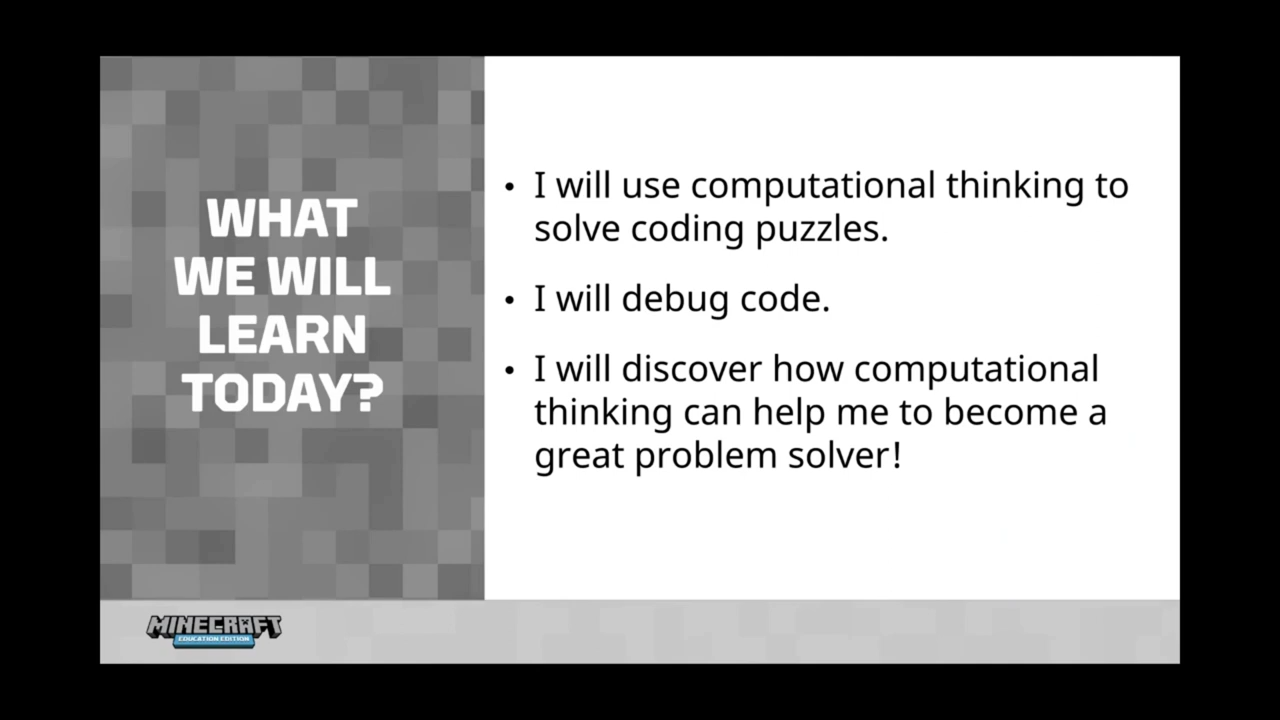 WHAT
WE WILL
LEARN
TODAY?
• I will use computational thinking to
solve coding puzzles.
• I will debug code.
• I will discover how computational
thinking can help me to become a
great problem solver!
MINECRAFT
EDUCATION EDITION